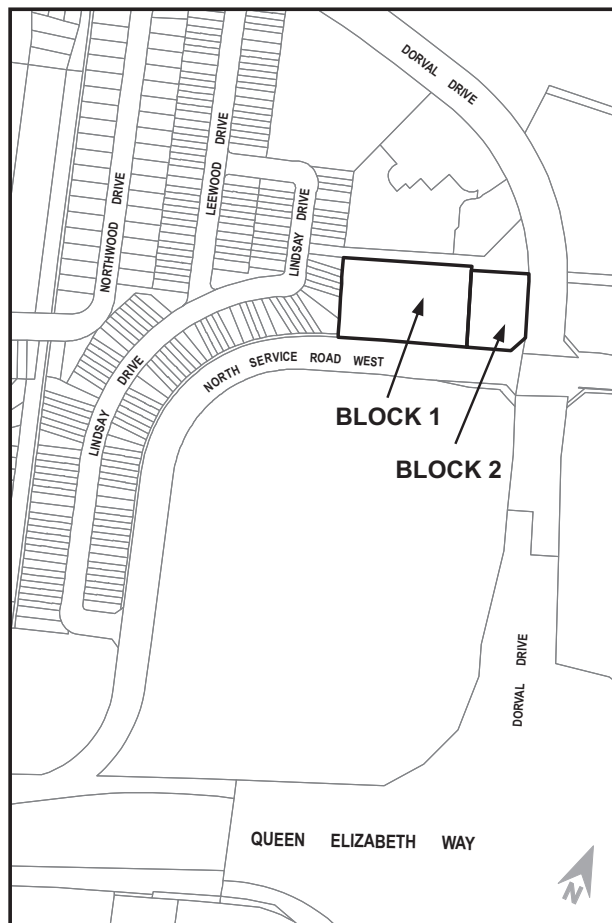 DORVAL DRIVE
NORTHWOOD DRIVE
LEEWOOD DRIVE
LINDSAY DRIVE
LINDSAY DRIVE
NORTH SERVICE ROAD WEST
BLOCK 1
BLOCK 2
DORVAL DRIVE
QUEEN ELIZABETH WAY
N